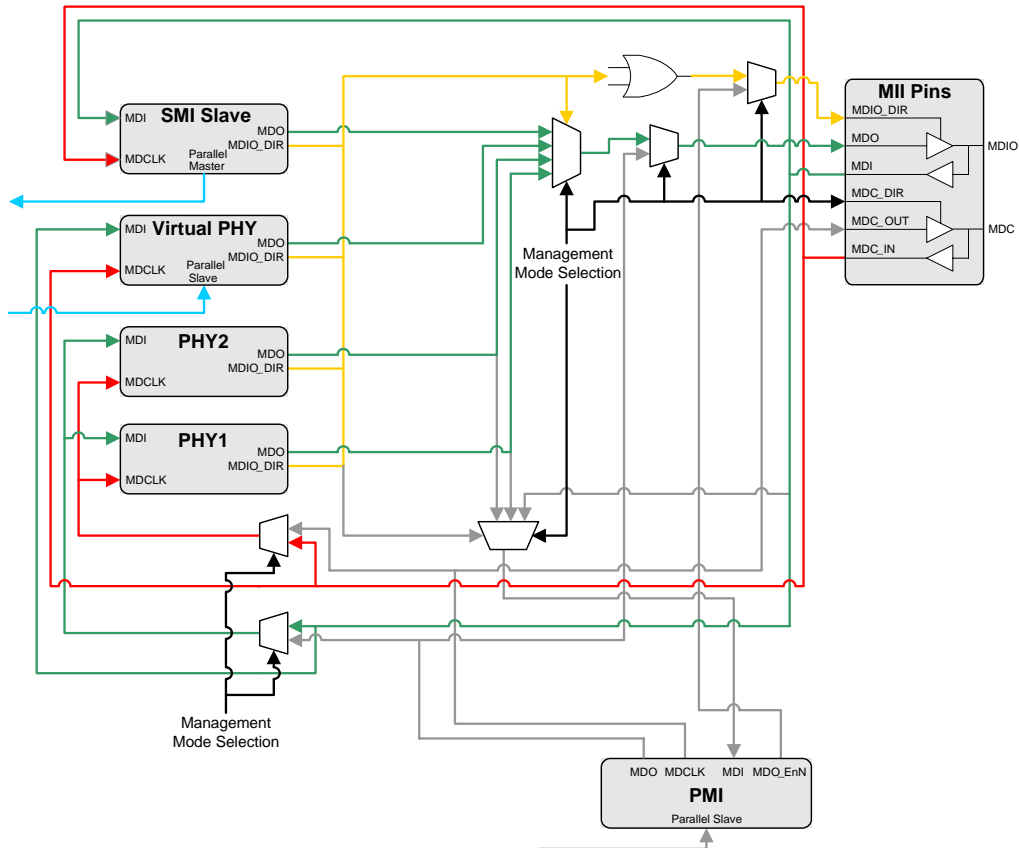 SMI Slave
MDI
MDO
MDIO_DIR
MDCLK
Parallel
Master
Virtual PHY
MDI
MDO
MDIO_DIR
MDCLK
Parallel
Slave
PHY2
MDI
MDO
MDIO_DIR
MDCLK
PHY1
MDI
MDO
MDIO_DIR
MDCLK
Management
Mode Selection
MII Pins
MDIO_DIR
MDO
MDIO
MDI
MDC_DIR
MDC_OUT
MDC
MDC_IN
Management
Mode Selection
MDO MDCLK MDI MDO_EnN
PMI
Parallel Slave